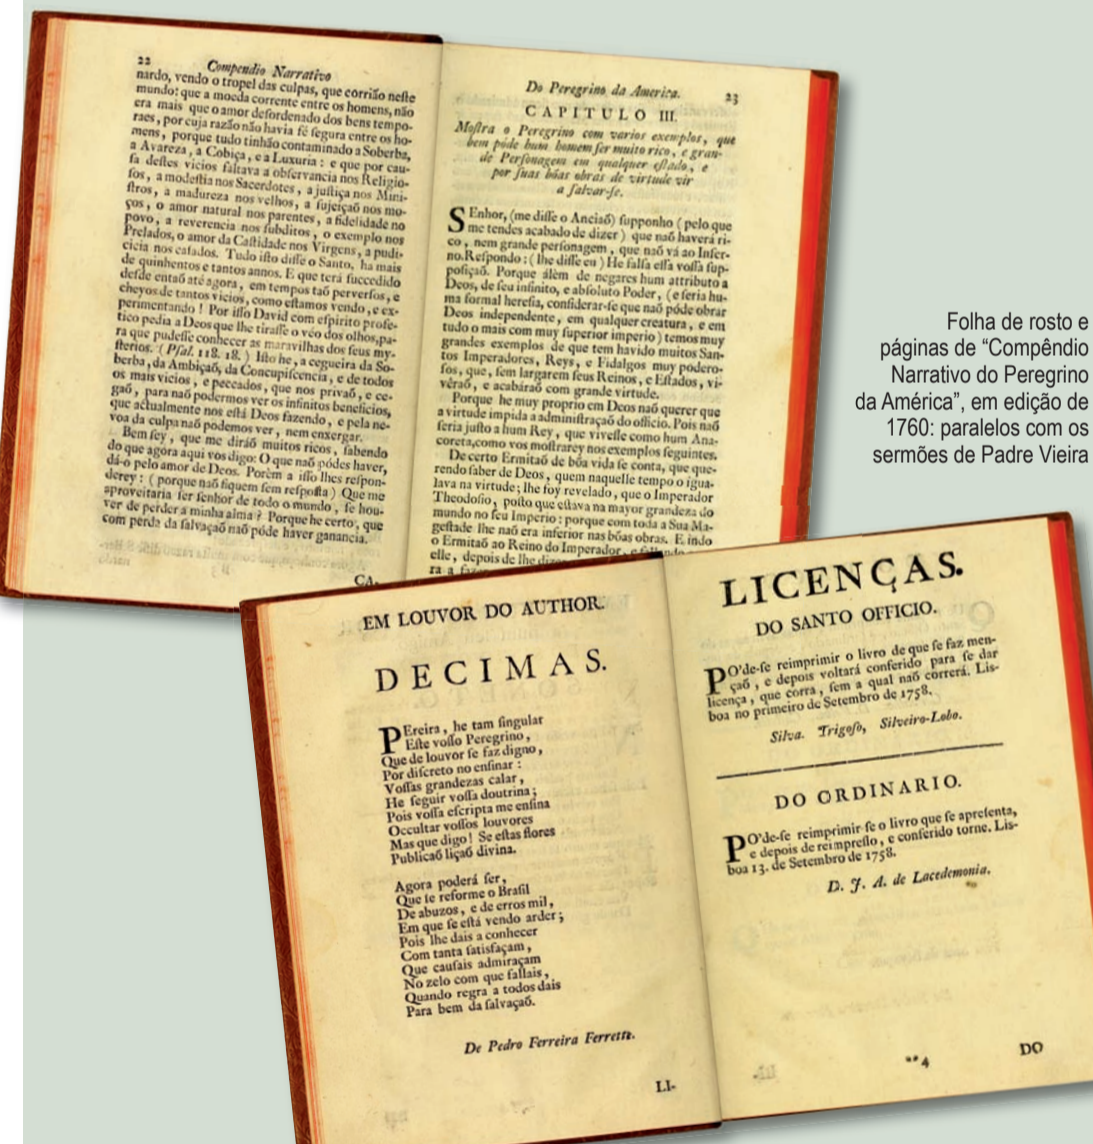 22
Compendio Narrativo
nardo, vendo o tropel das culpas, que corriāo neſte
mundo: que a moeda corrente entre os homens, não
era mais que o amor deſordenado dos bens tempo-
raes, por cuja razão não havia fé ſegura entre os ho-
mens, porque tudo tinhão contaminado a Soberba,
a Avareza, a Cobiça, e a Luxuria: e que por cau-
ſa deſtes vicios faltava a obſervancia nos Religio-
ſos, a modeſtia nos Sacerdotes, a juſtiça nos Mini-
ſtros, a madureza nos velhos, a ſujeiçaõ nos mo-
ços, o amor natural nos parentes, a fidelidade no
povo, a reverencia nos ſubditos, o exemplo nos
Prelados, o amor da Caſtidade nos Virgens, a pudi-
cicia nos caſados. Tudo iſto diſſe o Santo, ha mais
de quinhentos e tantos annos. E que terá ſuccedido
deſde entaõ até agora, em tempos taõ perverſos, e
cheyos de tantos vicios, como eſtamos vendo, e ex-
perimentando! Por iſſo David com eſpirito profe-
tico pedia a Deos que lhe tiraſſe o véo dos olhos, pa-
ra que pudeſſe conhecer as maravilhas dos ſeus my-
ſterios. (Pſal. 118. 18.) Iſto he, a cegueira da So-
berba, da Ambiçaõ, da Concupiſcencia, e de todos
os mais vicios, e peccados, que nos privaõ, e ce-
gaõ, para naõ podermos ver os infinitos beneficios,
que actualmente nos eſtá Deos fazendo, e pela ne-
voa da culpa naõ podemos ver, nem enxergar.
Bem ſey, que me diráõ muitos ricos, ſabendo
do que agora aqui vos digo: O que naõ pódes haver,
dá-o pelo amor de Deos. Porèm a iſſo lhes reſpon-
derey: (porque naõ fiquem ſem reſpoſta) Que me
aproveitaria ſer ſenhor de todo o mundo, ſe hou-
ver de perder a minha alma? Porque he certo, que
com perda da ſalvaçaõ naõ póde haver ganancia.
CA-
Do Peregrino da America.
23
CAPITULO III.
Moſtra o Peregrino com varios exemplos, que
bem póde hum homem ſer muito rico, e gran-
de Perſonagem em qualquer eſtado, e
por ſuas bóas obras de virtude vir
a ſalvar-ſe.
SEnhor, (me diſſe o Anciaõ) ſupponho (pelo que
me tendes acabado de dizer) que naõ haverá ri-
co, nem grande perſonagem, que naõ vá ao Infer-
no. Reſpondo: (lhe diſſe eu) He falſa eſſa voſſa ſup-
poſiçaõ. Porque àlèm de negares hum attributo a
Deos, de ſeu infinito, e abſoluto Poder, (e ſeria hu-
ma formal hereſia, conſiderar-ſe que naõ póde obrar
Deos independente, em qualquer creatura, e em
tudo o mais com muy ſuperior imperio) temos muy
grandes exemplos de que tem havido muitos San-
tos Imperadores, Reys, e Fidalgos muy podero-
ſos, que, ſem largarem ſeus Reinos, e Eſtados, vi-
vêraõ, e acabáraõ com grande virtude.
Porque he muy proprio em Deos naõ querer que
a virtude impida a adminiſtraçaõ do officio. Pois naõ
ſeria juſto a hum Rey, que viveſſe como hum Ana-
coreta, como vos moſtrarey nos exemplos ſeguintes.
De certo Ermitaõ de bôa vida ſe conta, que que-
rendo ſaber de Deos, quem naquelle tempo o igua-
lava na virtude; lhe foy revelado, que o Imperador
Theodoſio, poſto que eſtava na mayor grandeza do
mundo no ſeu Imperio: porque com toda a Sua Ma-
geſtade lhe naõ era inferior nas bôas obras. E indo
o Ermitaõ ao Reino do Imperador,
elle, depois de lhe
ra a
Folha de rosto e
páginas de “Compêndio
Narrativo do Peregrino
da América”, em edição de
1760: paralelos com os
sermões de Padre Vieira
EM LOUVOR DO AUTHOR.
DECIMAS.
PEreira, he tam ſingular
Eſte voſſo Peregrino,
Que de louvor ſe faz digno,
Por diſcreto no enſinar:
Voſſas grandezas calar,
He ſeguir voſſa doutrina;
Pois voſſa eſcripta me enſina
Occultar voſſos louvores
Mas que digo! Se eſtas flores
Publicaõ liçaõ divina.
Agora poderá ſer,
Que ſe reforme o Braſil
De abuzos, e de erros mil,
Em que ſe eſtá vendo arder;
Pois lhe dais a conhecer
Com tanta ſatisfaçam,
Que cauſais admiraçam
No zelo com que fallais,
Quando regra a todos dais
Para bem da ſalvaçaõ.
De Pedro Ferreira Ferrette.
LI-
LICENÇAS.
DO SANTO OFFICIO.
PO'de-ſe reimprimir o livro de que ſe faz men-
çaõ, e depois voltará conferido para ſe dar
licença, que corra, ſem a qual naõ correrá. Lis-
boa no primeiro de Setembro de 1758.
Silva. Trigoſo, Silveiro-Lobo.
DO ORDINARIO.
PO'de-ſe reimprimir ſe o livro que ſe apreſenta,
e depois de reimpreſſo, e conferido torne. Lis-
boa 13. de Setembro de 1758.
D. J. A. de Lacedemonia.
**4
DO